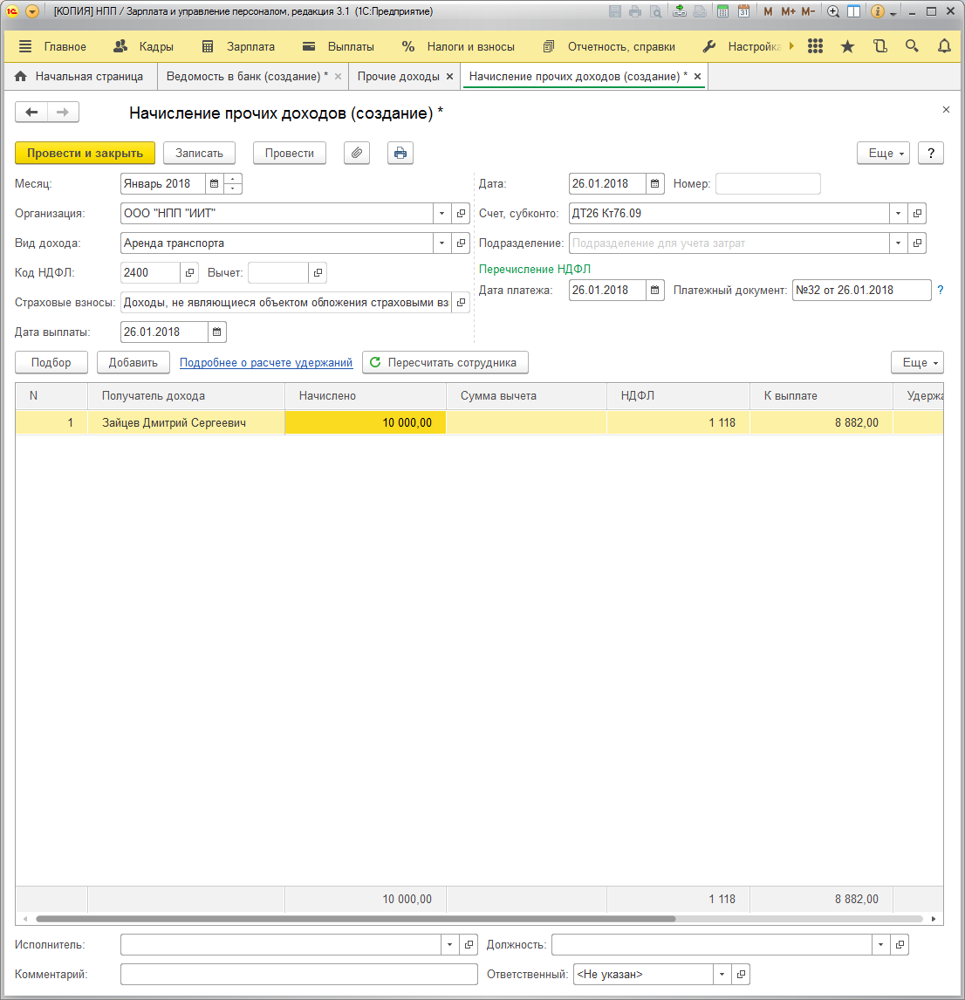 [КОПИЯ] НПП / Зарплата и управление персоналом, редакция 3.1 (1С:Предприятие)
M M+ M-
Главное Кадры Зарплата Выплаты Налоги и взносы Отчетность, справки Настройка
Начальная страница Ведомость в банк (создание) * × Прочие доходы × Начисление прочих доходов (создание) * ×
Начисление прочих доходов (создание) *
Провести и закрыть Записать Провести Еще ?
Месяц: Январь 2018 Дата: 26.01.2018 Номер:
Организация: ООО "НПП "ИИТ" Счет, субконто: ДТ26 Кт76.09
Вид дохода: Аренда транспорта Подразделение: Подразделение для учета затрат
Код НДФЛ: 2400 Вычет: Перечисление НДФЛ
Страховые взносы: Доходы, не являющиеся объектом обложения страховыми вз Дата платежа: 26.01.2018 Платежный документ: №32 от 26.01.2018 ?
Дата выплаты: 26.01.2018
Подбор Добавить Подробнее о расчете удержаний Пересчитать сотрудника Еще
N Получатель дохода Начислено Сумма вычета НДФЛ К выплате Удержа
1 Зайцев Дмитрий Сергеевич 10 000,00 1 118 8 882,00
10 000,00 1 118 8 882,00
Исполнитель: Должность:
Комментарий: Ответственный: <Не указан>